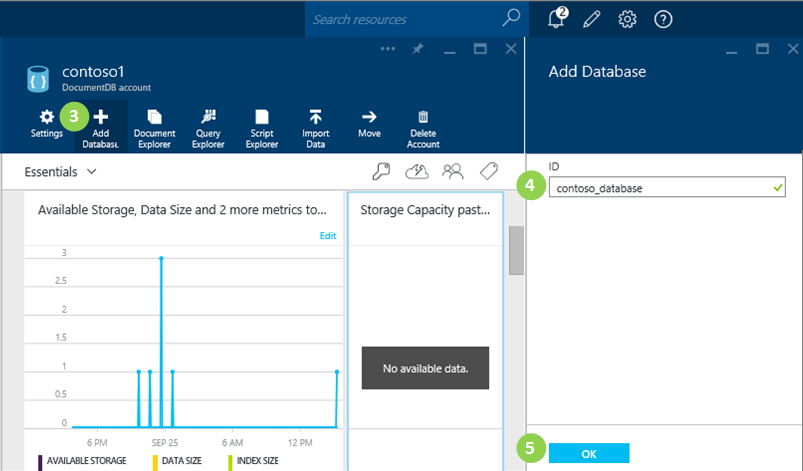 Search resources
2
contoso1
DocumentDB account
Add Database
3
Settings
Add
Database
Document
Explorer
Query
Explorer
Script
Explorer
Import
Data
Move
Delete
Account
Essentials
ID
4
contoso_database
Available Storage, Data Size and 2 more metrics to...
Storage Capacity past...
Edit
3
2.5
2
1.5
1
0.5
0
No available data.
6 PM
SEP 25
6 AM
12 PM
AVAILABLE STORAGE
DATA SIZE
INDEX SIZE
5
OK